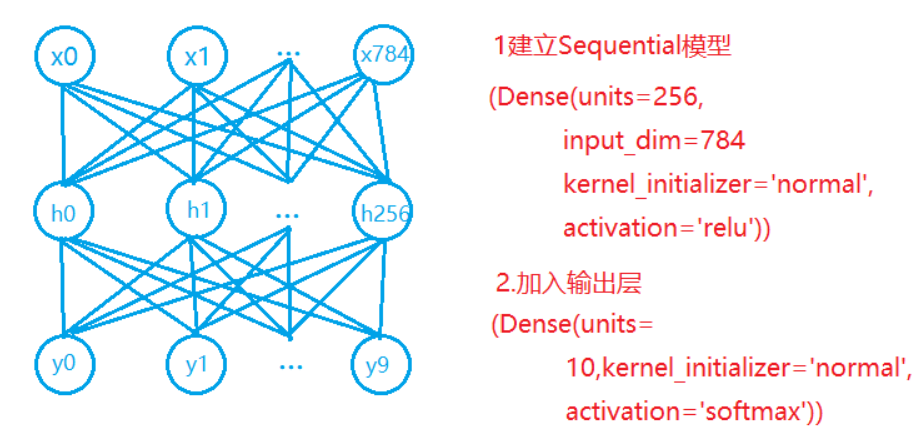 x0 x1 ... x784
h0 h1 ... h256
y0 y1 ... y9
1建立Sequential模型
(Dense(units=256,
input_dim=784
kernel_initializer='normal',
activation='relu'))
2.加入输出层
(Dense(units=
10,kernel_initializer='normal',
activation='softmax'))